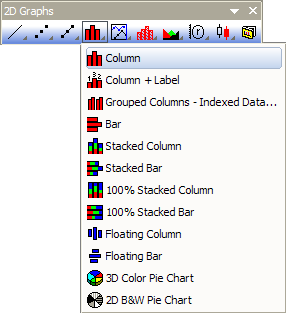 2D Graphs
Column
Column + Label
Grouped Columns - Indexed Data...
Bar
Stacked Column
Stacked Bar
100% Stacked Column
100% Stacked Bar
Floating Column
Floating Bar
3D Color Pie Chart
2D B&W Pie Chart